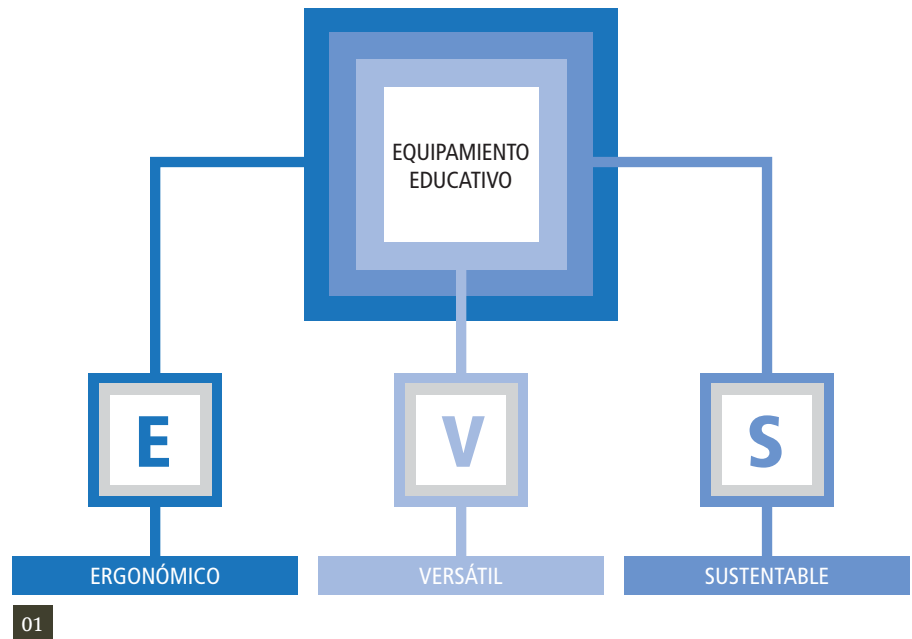 EQUIPAMIENTO
EDUCATIVO
E
V
S
ERGONÓMICO
VERSÁTIL
SUSTENTABLE
01